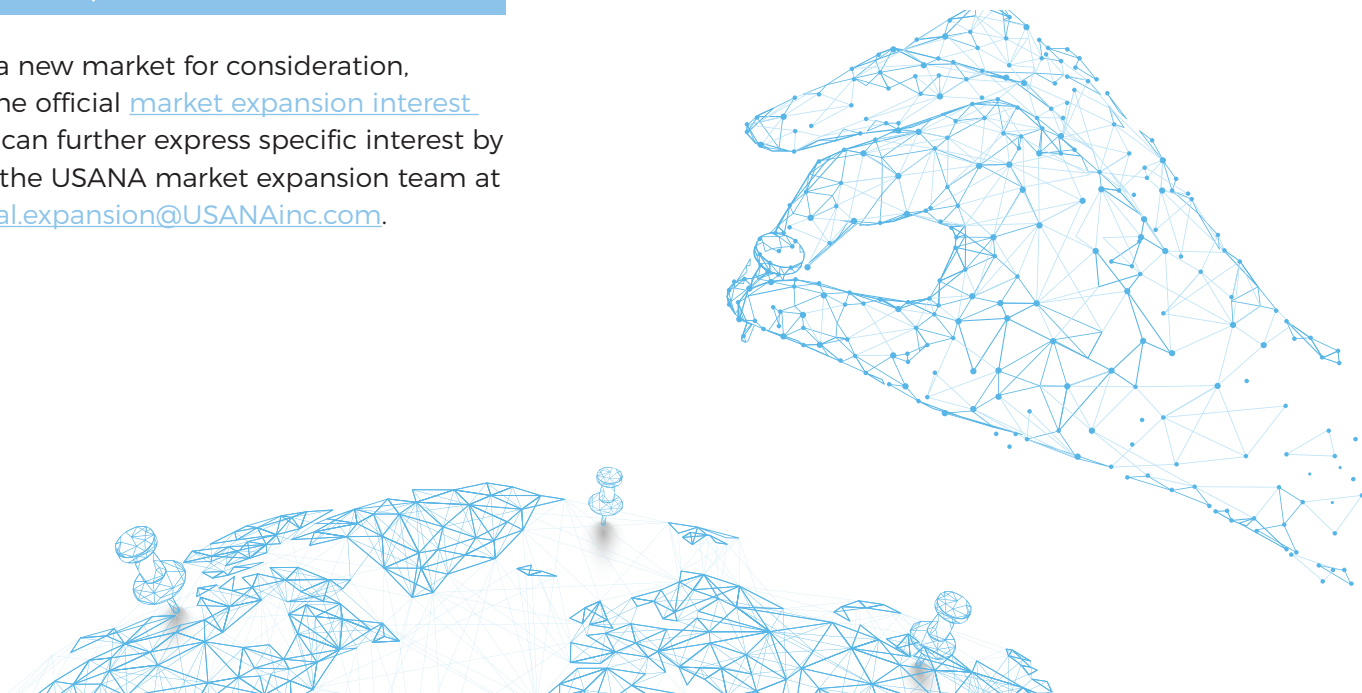 a new market for consideration,
he official market expansion interest
can further express specific interest by
the USANA market expansion team at
al.expansion@USANAinc.com.